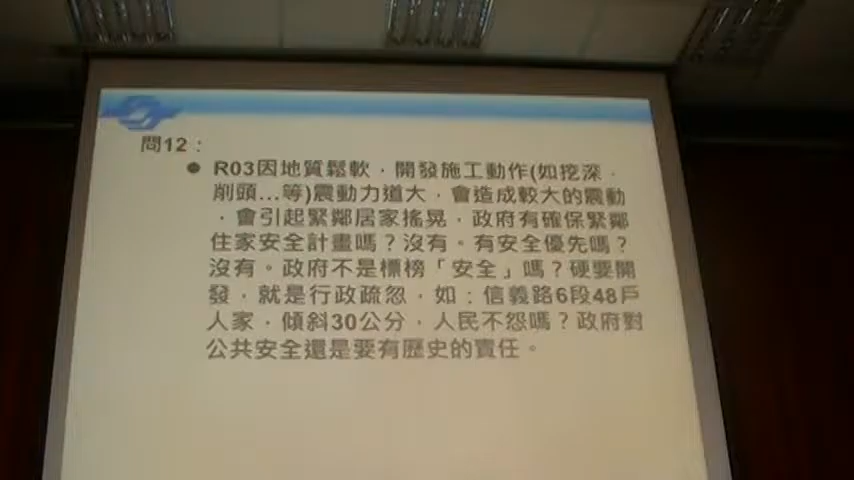 問12：
● R03因地質鬆軟，開發施工動作(如挖深，
削頭...等)震動力道大，會造成較大的震動
，會引起緊鄰居家搖晃，政府有確保緊鄰
住家安全計畫嗎？沒有。有安全優先嗎？
沒有。政府不是標榜「安全」嗎？硬要開
發，就是行政疏忽，如：信義路6段48戶
人家，傾斜30公分，人民不怨嗎？政府對
公共安全還是要有歷史的責任。